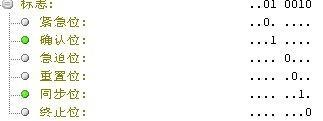 标志: ..01 0010
紧急位: ..0. ....
确认位: ...1 ....
急迫位: .... 0...
重置位: .... .0..
同步位: .... ..1.
终止位: .... ...0